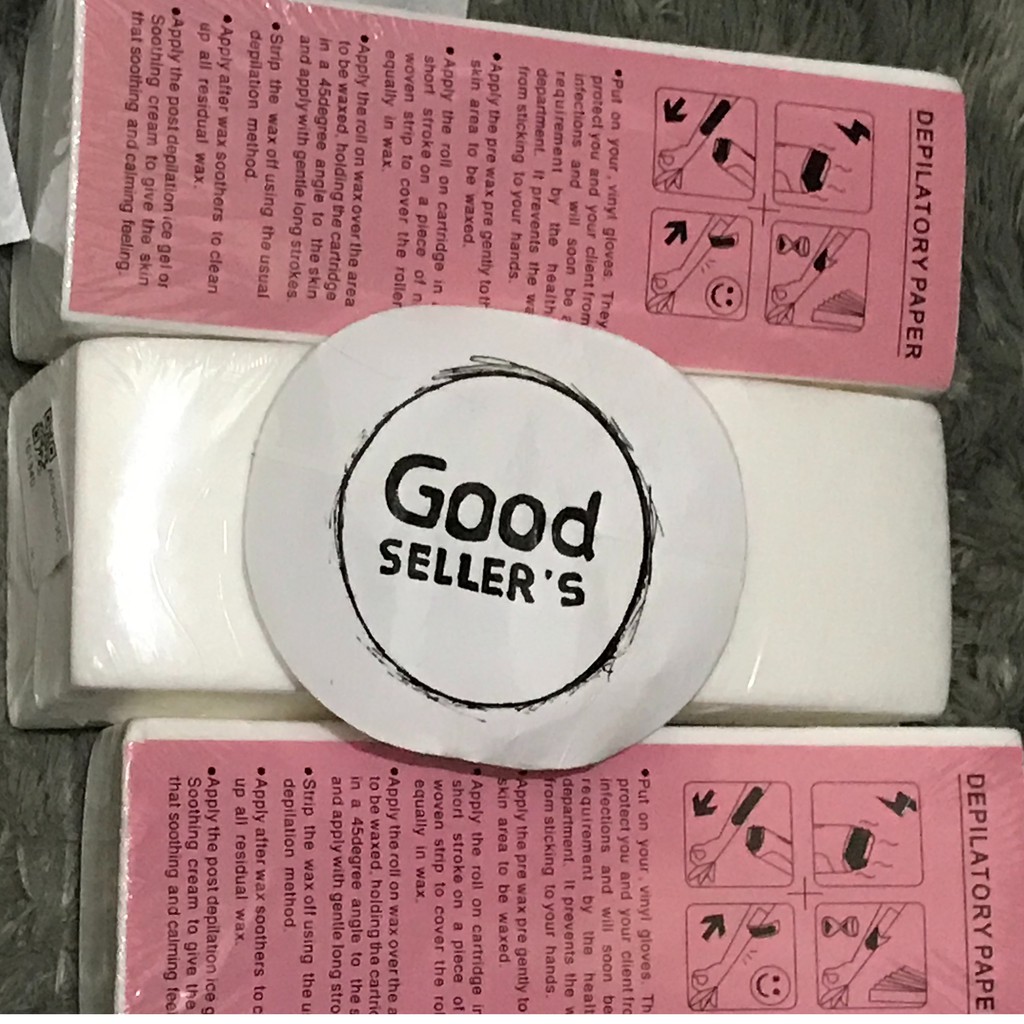 DEPILATORY PAPER
•Put on your, vinyl gloves. They
protect you and your client from
infections and will soon be a
requirement by the health
department. It prevents the wa
from sticking to your hands.
•Apply the pre wax pre gently to th
skin area to be waxed.
•Apply the roll on cartridge in
short stroke on a piece of n
woven strip to cover the roller
equally in wax.
•Apply the roll on wax over the area
to be waxed, holding the cartridge
in a 45degree angle to the skin
and apply with gentle long strokes.
•Strip the wax off using the usual
depilation method.
•Apply after wax soothers to clean
up all residual wax.
•Apply the post depilation ice gel or
Soothing cream to give the skin
that soothing and calming feeling.
Good
SELLER'S
DEPILATORY PAPE
•Put on your, vinyl gloves. Th
protect you and your client fro
infections and will soon be
requirement by the healt
department. It prevents the w
from sticking to your hands.
•Apply the pre wax pre gently to
skin area to be waxed.
•Apply the roll on cartridge in
short stroke on a piece of
woven strip to cover the rol
equally in wax.
•Apply the roll on wax over the a
to be waxed, holding the cartri
in a 45degree angle to the s
and apply with gentle long stro
•Strip the wax off using the u
depilation method.
•Apply after wax soothers to c
up all residual wax.
•Apply the post depilation ice g
Soothing cream to give the
that soothing and calming fee